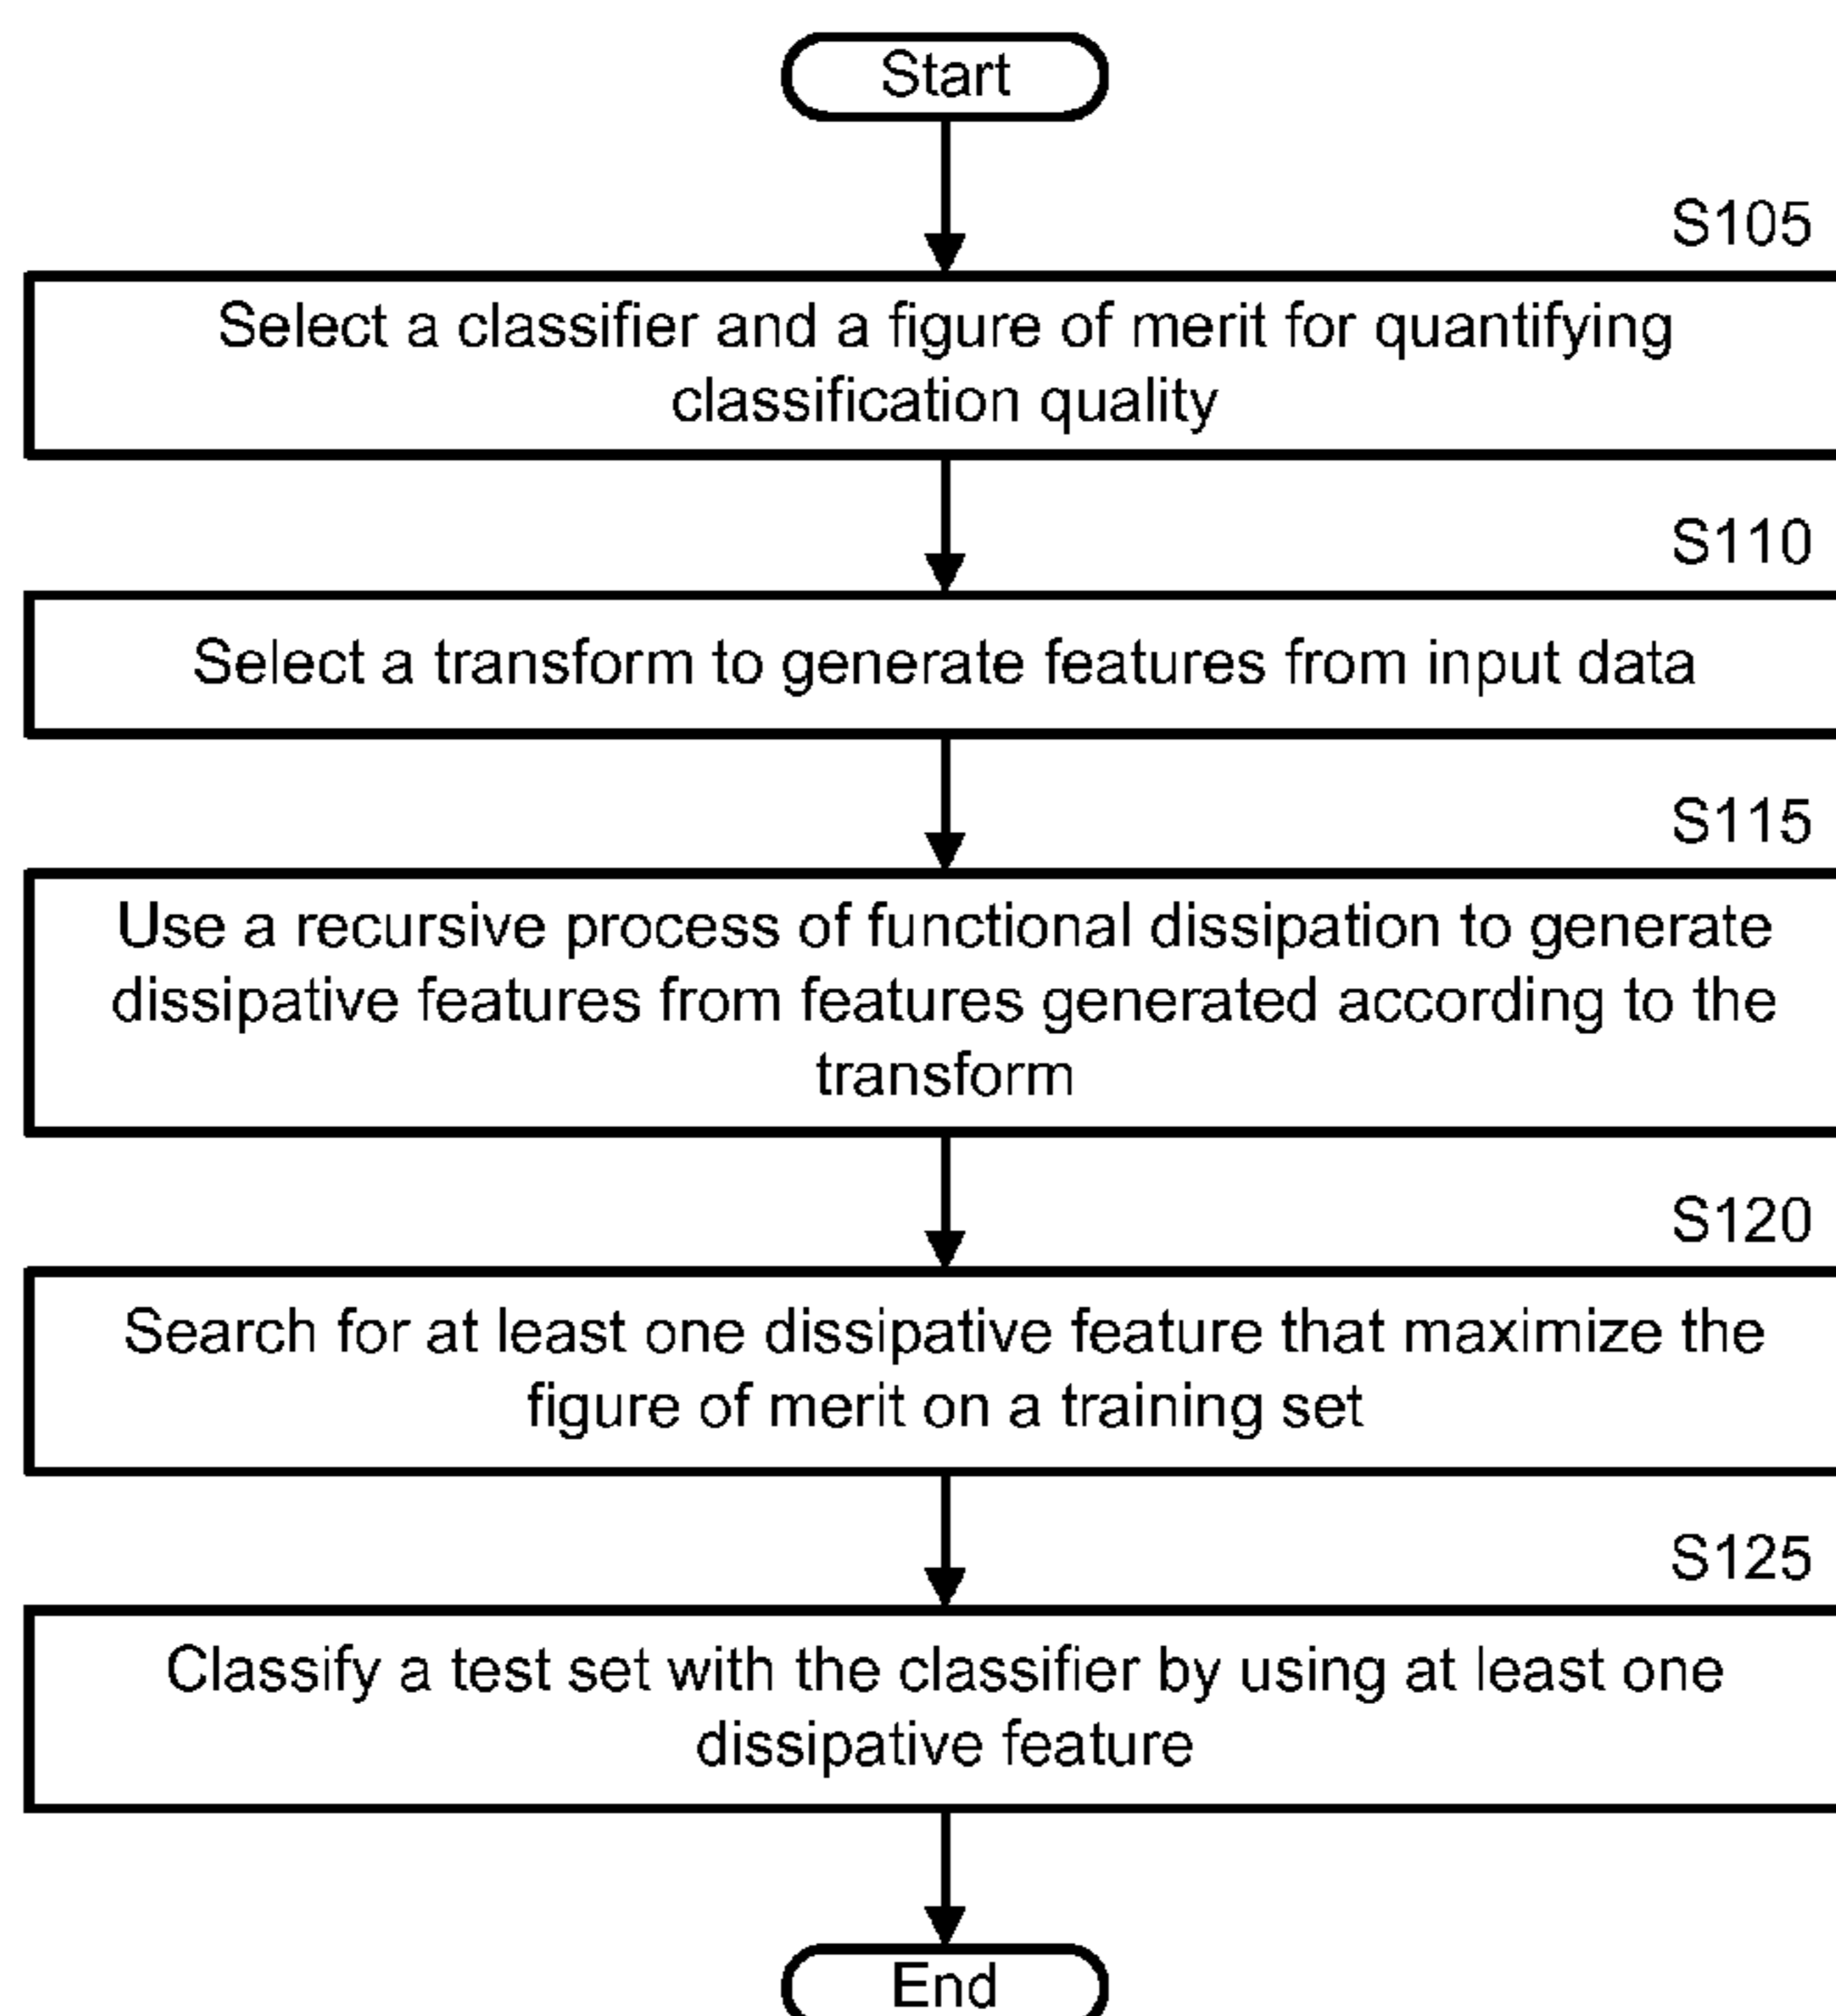 Start
S105
Select a classifier and a figure of merit for quantifying
classification quality
S110
Select a transform to generate features from input data
S115
Use a recursive process of functional dissipation to generate
dissipative features from features generated according to the
transform
S120
Search for at least one dissipative feature that maximize the
figure of merit on a training set
S125
Classify a test set with the classifier by using at least one
dissipative feature
End